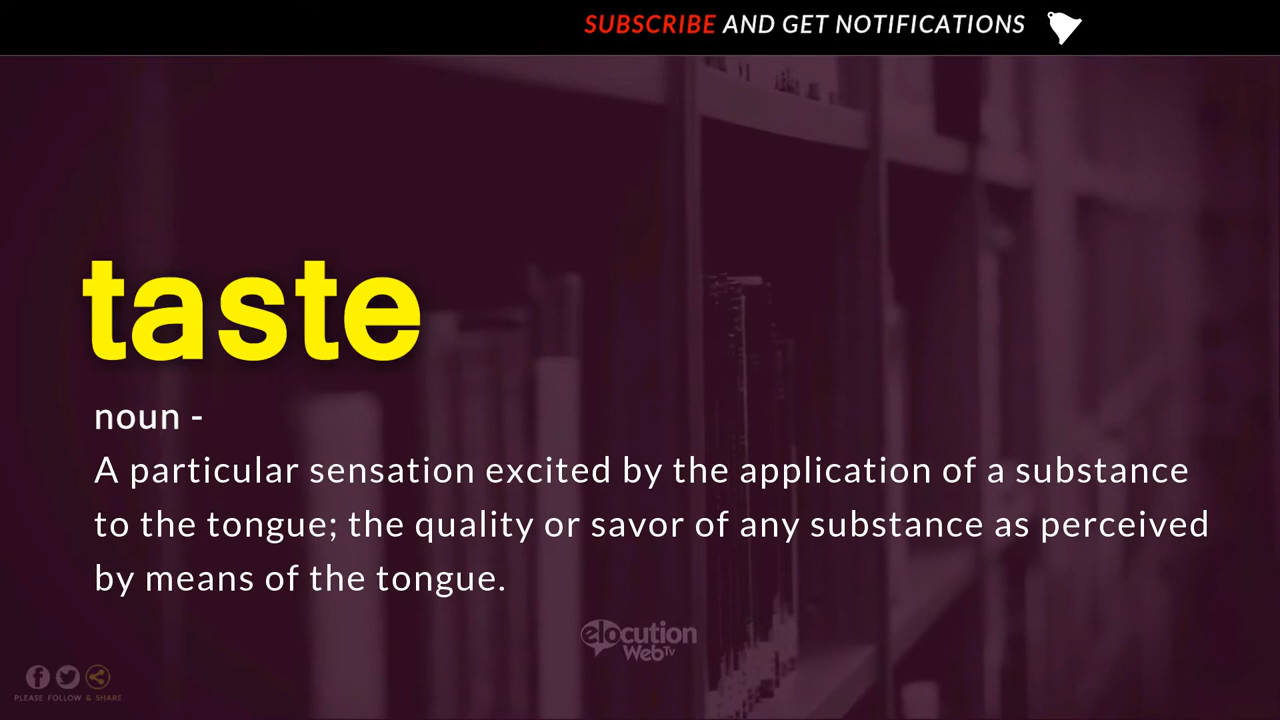 SUBSCRIBE AND GET NOTIFICATIONS
taste
noun -
A particular sensation excited by the application of a substance
to the tongue; the quality or savor of any substance as perceived
by means of the tongue.
elocution
WebTv
PLEASE FOLLOW & SHARE